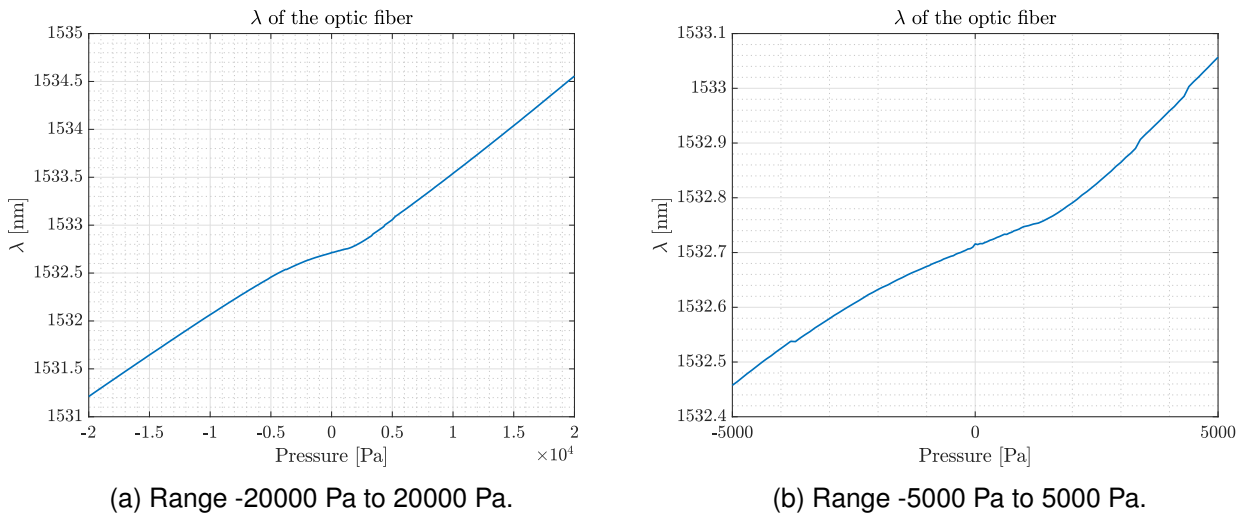 λ of the optic fiber
1535
1534.5
1534
1533.5
1533
1532.5
1532
1531.5
1531
λ [nm]
-2 -1.5 -1 -0.5 0 0.5 1 1.5 2
Pressure [Pa] ×10⁴
(a) Range -20000 Pa to 20000 Pa.
λ of the optic fiber
1533.1
1533
1532.9
1532.8
1532.7
1532.6
1532.5
1532.4
λ [nm]
-5000 0 5000
Pressure [Pa]
(b) Range -5000 Pa to 5000 Pa.